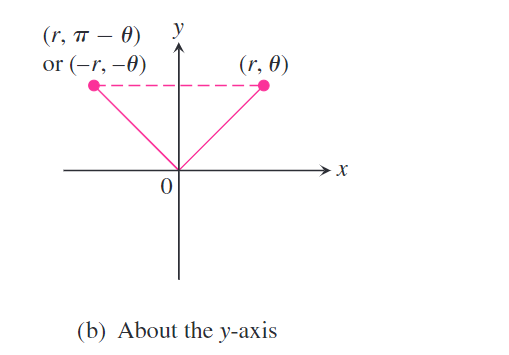 (r, π − θ)
or (−r, −θ)
y
(r, θ)
x
0
(b) About the y-axis